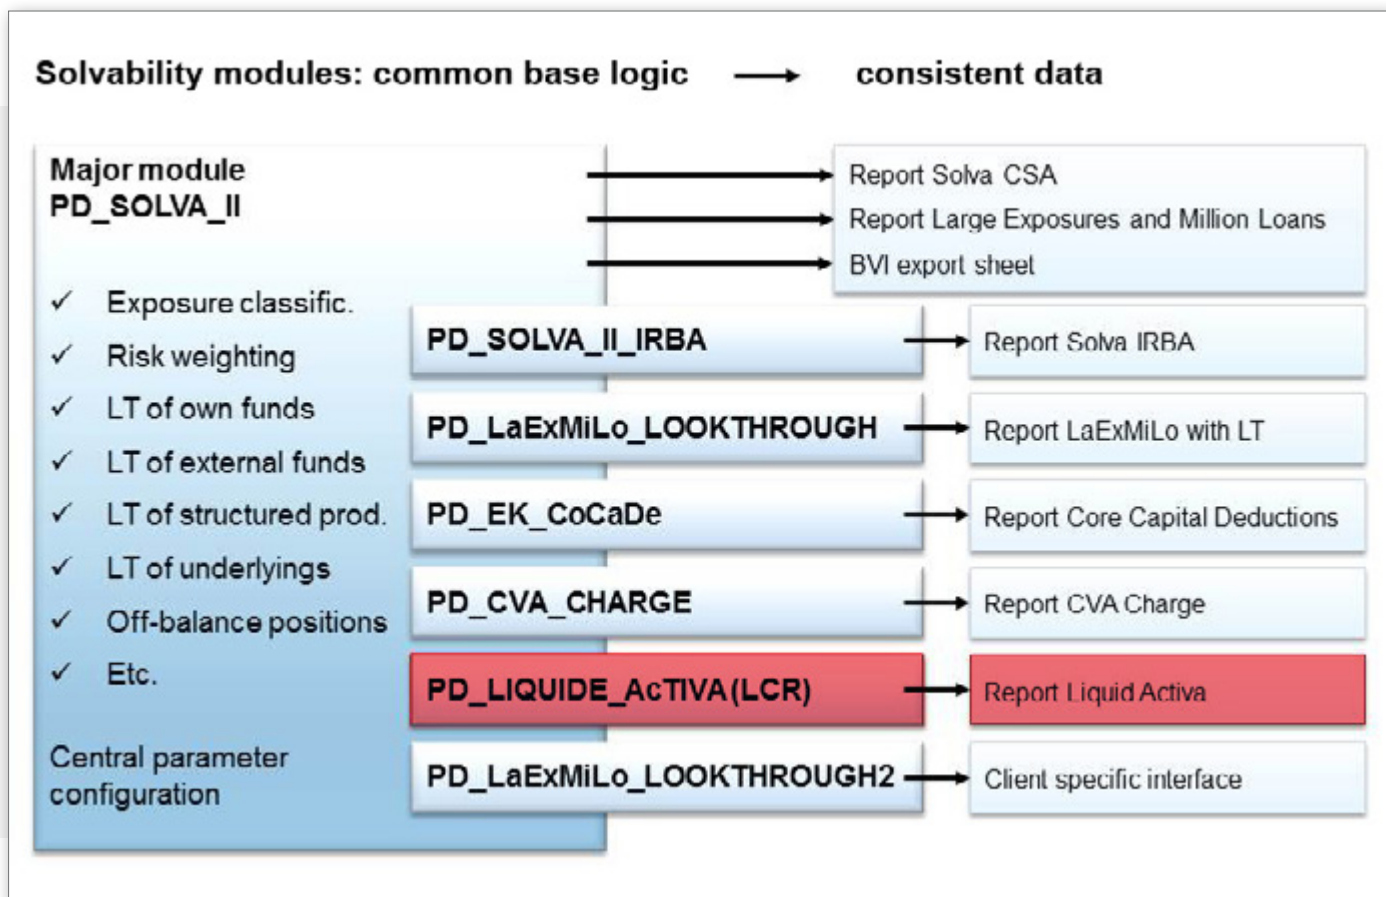 Solvability modules: common base logic → consistent data
Major module
PD_SOLVA_II
Report Solva CSA
Report Large Exposures and Million Loans
BVI export sheet
✓ Exposure classific.
✓ Risk weighting
✓ LT of own funds
✓ LT of external funds
✓ LT of structured prod.
✓ LT of underlyings
✓ Off-balance positions
✓ Etc.
Central parameter
configuration
PD_SOLVA_II_IRBA
Report Solva IRBA
PD_LaExMiLo_LOOKTHROUGH
Report LaExMiLo with LT
PD_EK_CoCaDe
Report Core Capital Deductions
PD_CVA_CHARGE
Report CVA Charge
PD_LIQUIDE_AcTIVA(LCR)
Report Liquid Activa
PD_LaExMiLo_LOOKTHROUGH2
Client specific interface